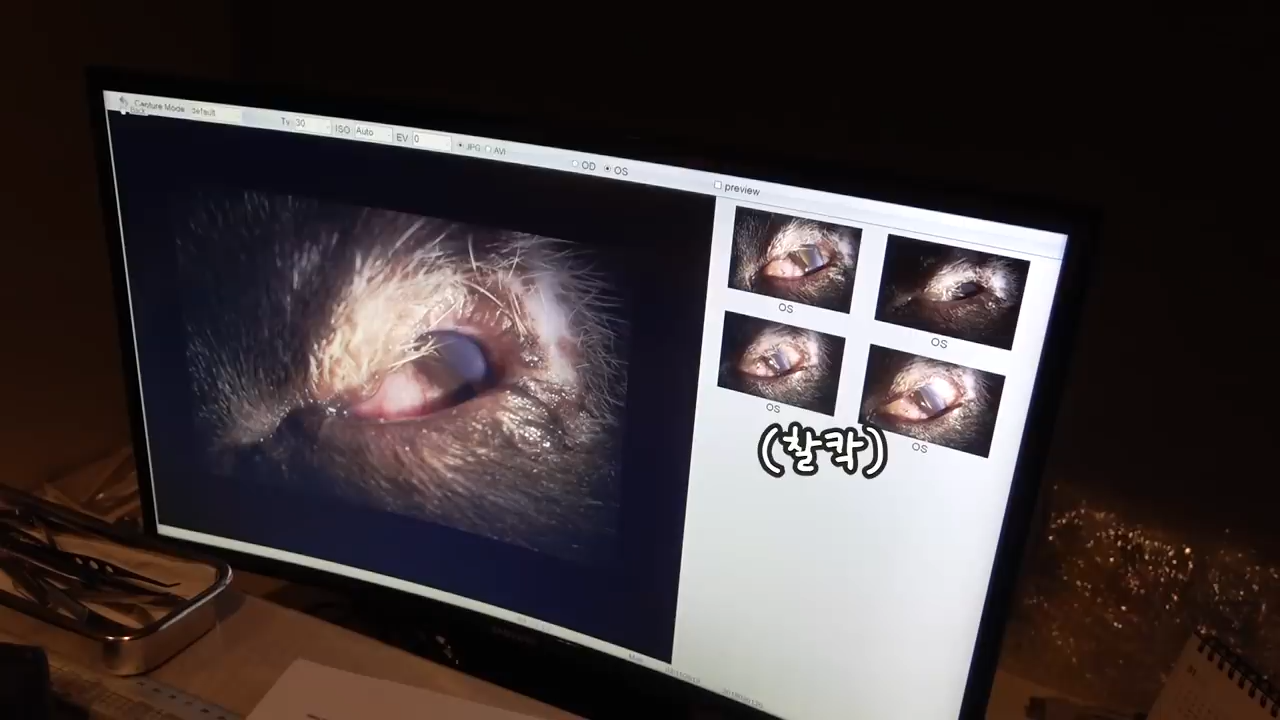 Capture Mode default
Back
Tv 30 ISO Auto EV 0 JPG AVI
OD OS
preview
OS
OS
OS
OS
(찰칵)